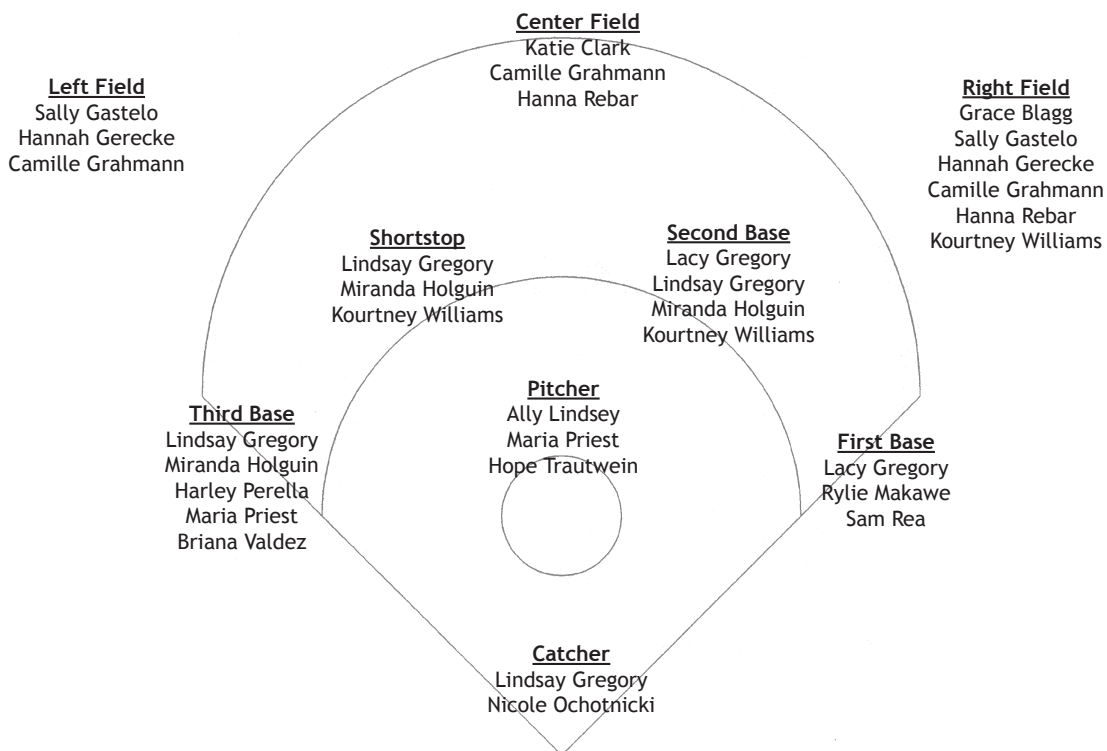 Center Field
Katie Clark
Camille Grahmann
Hanna Rebar
Left Field
Sally Gastelo
Hannah Gerecke
Camille Grahmann
Right Field
Grace Blagg
Sally Gastelo
Hannah Gerecke
Camille Grahmann
Hanna Rebar
Kourtney Williams
Shortstop
Lindsay Gregory
Miranda Holguin
Kourtney Williams
Second Base
Lacy Gregory
Lindsay Gregory
Miranda Holguin
Kourtney Williams
Pitcher
Ally Lindsey
Maria Priest
Hope Trautwein
Third Base
Lindsay Gregory
Miranda Holguin
Harley Perella
Maria Priest
Briana Valdez
First Base
Lacy Gregory
Rylie Makawe
Sam Rea
Catcher
Lindsay Gregory
Nicole Ochotnicki